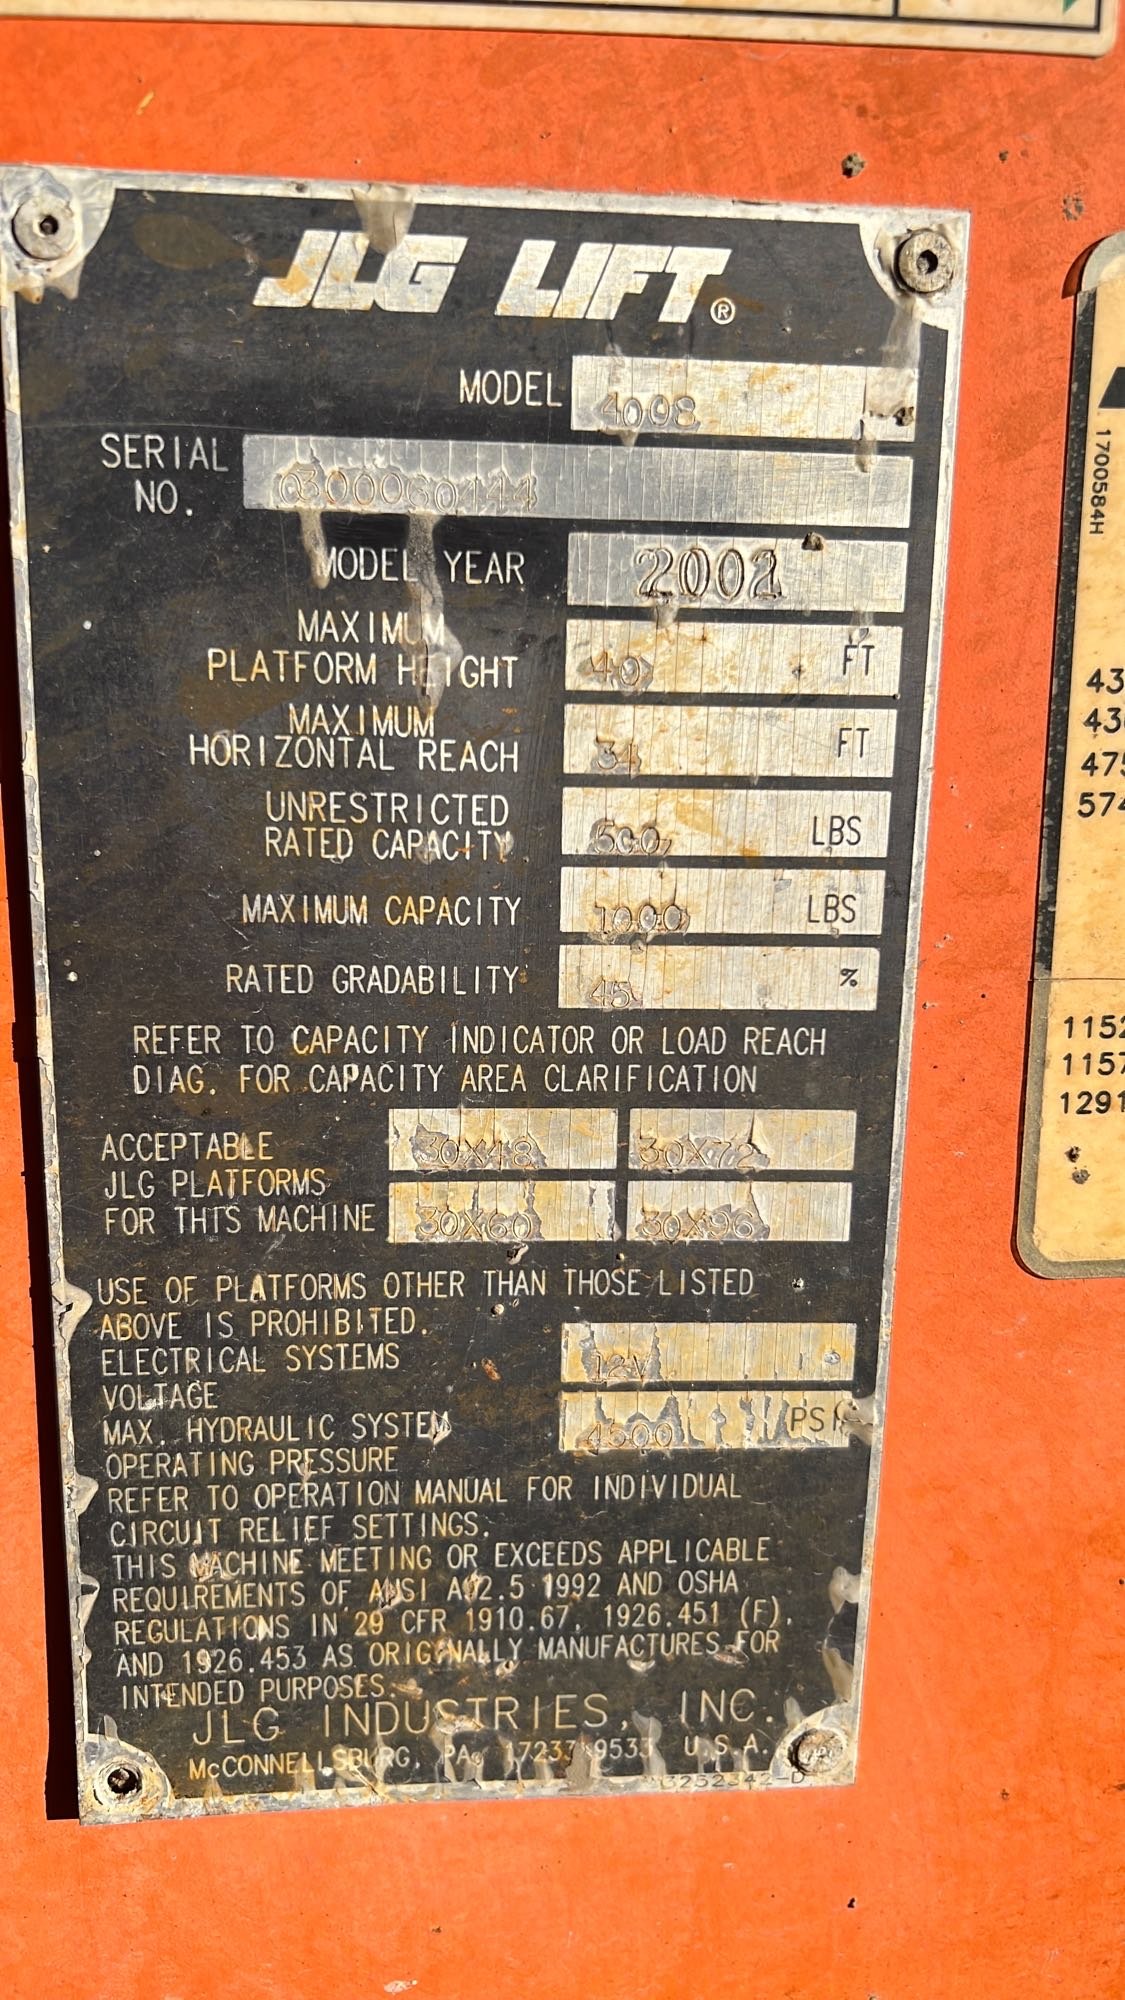 JLG LIFT®
MODEL 400S
SERIAL
NO. 0300060444
MODEL YEAR 2001
MAXIMUM
PLATFORM HEIGHT 40 FT
MAXIMUM
HORIZONTAL REACH 34 FT
UNRESTRICTED
RATED CAPACITY 500 LBS
MAXIMUM CAPACITY 1000 LBS
RATED GRADABILITY 45 %
REFER TO CAPACITY INDICATOR OR LOAD REACH
DIAG. FOR CAPACITY AREA CLARIFICATION
ACCEPTABLE 30X48 30X72
JLG PLATFORMS
FOR THIS MACHINE 30X60 30X96
USE OF PLATFORMS OTHER THAN THOSE LISTED
ABOVE IS PROHIBITED.
ELECTRICAL SYSTEMS 12V
VOLTAGE
MAX. HYDRAULIC SYSTEM 4500 PSI
OPERATING PRESSURE
REFER TO OPERATION MANUAL FOR INDIVIDUAL
CIRCUIT RELIEF SETTINGS.
THIS MACHINE MEETING OR EXCEEDS APPLICABLE
REQUIREMENTS OF ANSI A92.5 1992 AND OSHA
REGULATIONS IN 29 CFR 1910.67, 1926.451 (F),
AND 1926.453 AS ORIGINALLY MANUFACTURES FOR
INTENDED PURPOSES.
JLG INDUSTRIES, INC.
McCONNELLSBURG, PA. 17233-9533 U.S.A.
3252342-D
1700584H